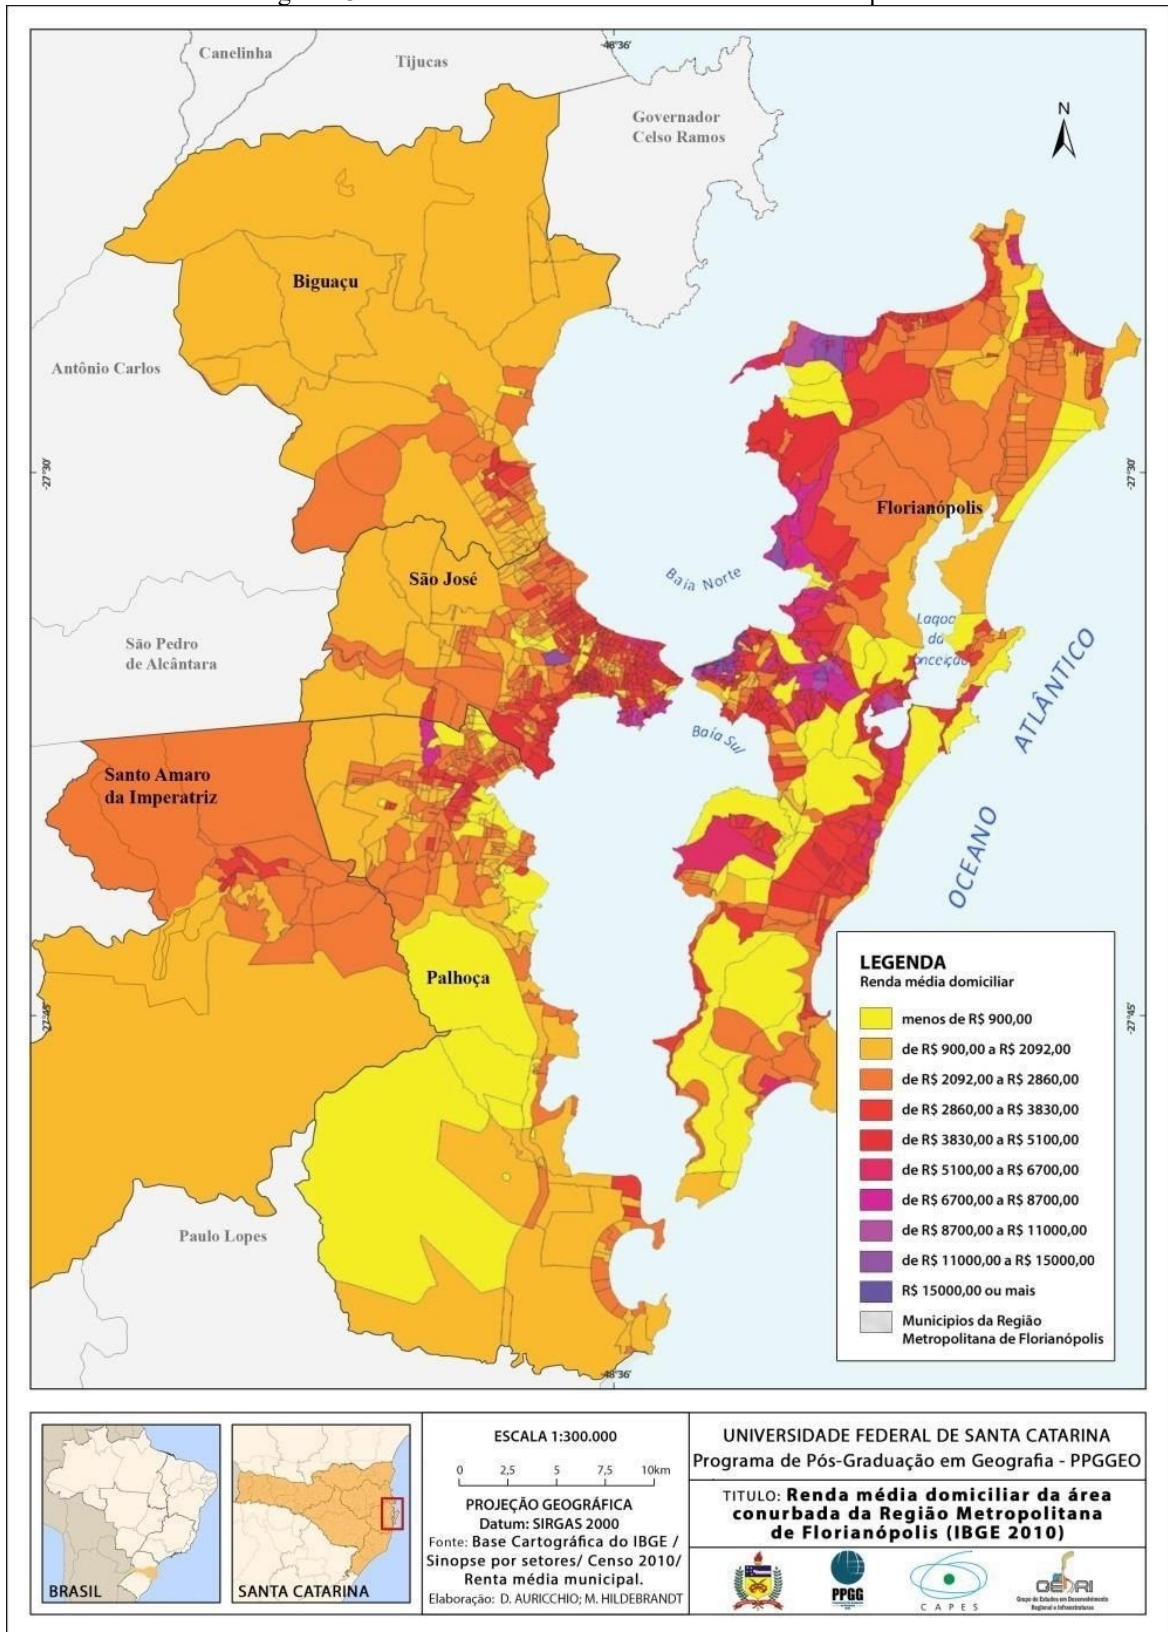 Canelinha
Tijucas
-48°36'
Governador
Celso Ramos
N
Biguaçu
Antônio Carlos
-27°30'
-27°30'
Florianópolis
São José
Baía Norte
São Pedro
de Alcântara
Lagoa
da
Conceição
ATLÂNTICO
OCEANO
Baía Sul
Santo Amaro
da Imperatriz
Palhoça
-27°45'
-27°45'
Paulo Lopes
-48°36'
LEGENDA
Renda média domiciliar
menos de R$ 900,00
de R$ 900,00 a R$ 2092,00
de R$ 2092,00 a R$ 2860,00
de R$ 2860,00 a R$ 3830,00
de R$ 3830,00 a R$ 5100,00
de R$ 5100,00 a R$ 6700,00
de R$ 6700,00 a R$ 8700,00
de R$ 8700,00 a R$ 11000,00
de R$ 11000,00 a R$ 15000,00
R$ 15000,00 ou mais
Municipios da Região
Metropolitana de Florianópolis
BRASIL
SANTA CATARINA
ESCALA 1:300.000
0 2,5 5 7,5 10km
PROJEÇÃO GEOGRÁFICA
Datum: SIRGAS 2000
Fonte: Base Cartográfica do IBGE /
Sinopse por setores/ Censo 2010/
Renta média municipal.
Elaboração: D. AURICCHIO; M. HILDEBRANDT
UNIVERSIDADE FEDERAL DE SANTA CATARINA
Programa de Pós-Graduação em Geografia - PPGGEO
TITULO: Renda média domiciliar da área
conurbada da Região Metropolitana
de Florianópolis (IBGE 2010)
PPGG
CAPES
GEDRI
Grupo de Estudos em Desenvolvimento
Regional e Infraestruturas